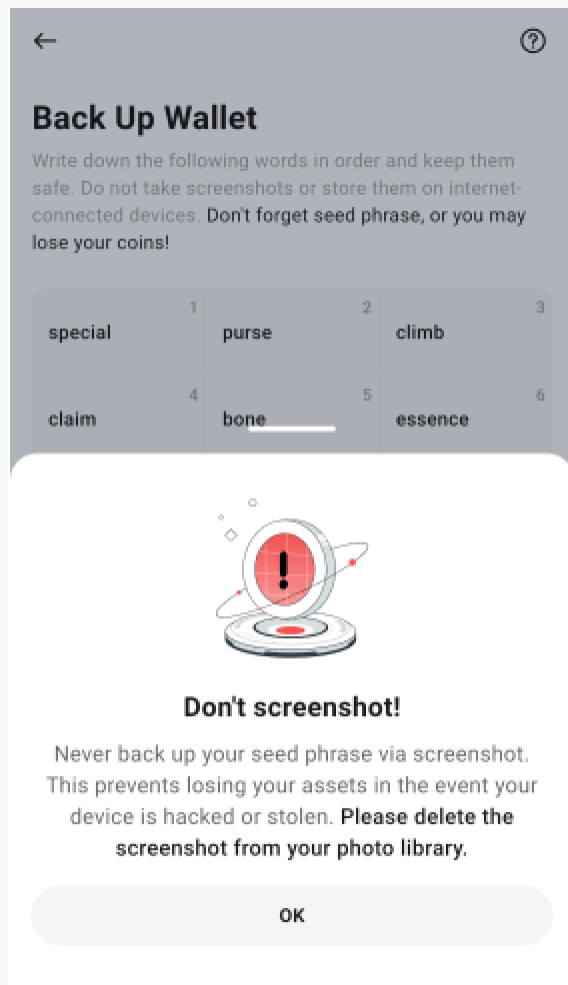 Back Up Wallet
Write down the following words in order and keep them
safe. Do not take screenshots or store them on internet-
connected devices. Don't forget seed phrase, or you may
lose your coins!
1 2 3
special purse climb
4 5 6
claim bone essence
Don't screenshot!
Never back up your seed phrase via screenshot.
This prevents losing your assets in the event your
device is hacked or stolen. Please delete the
screenshot from your photo library.
OK